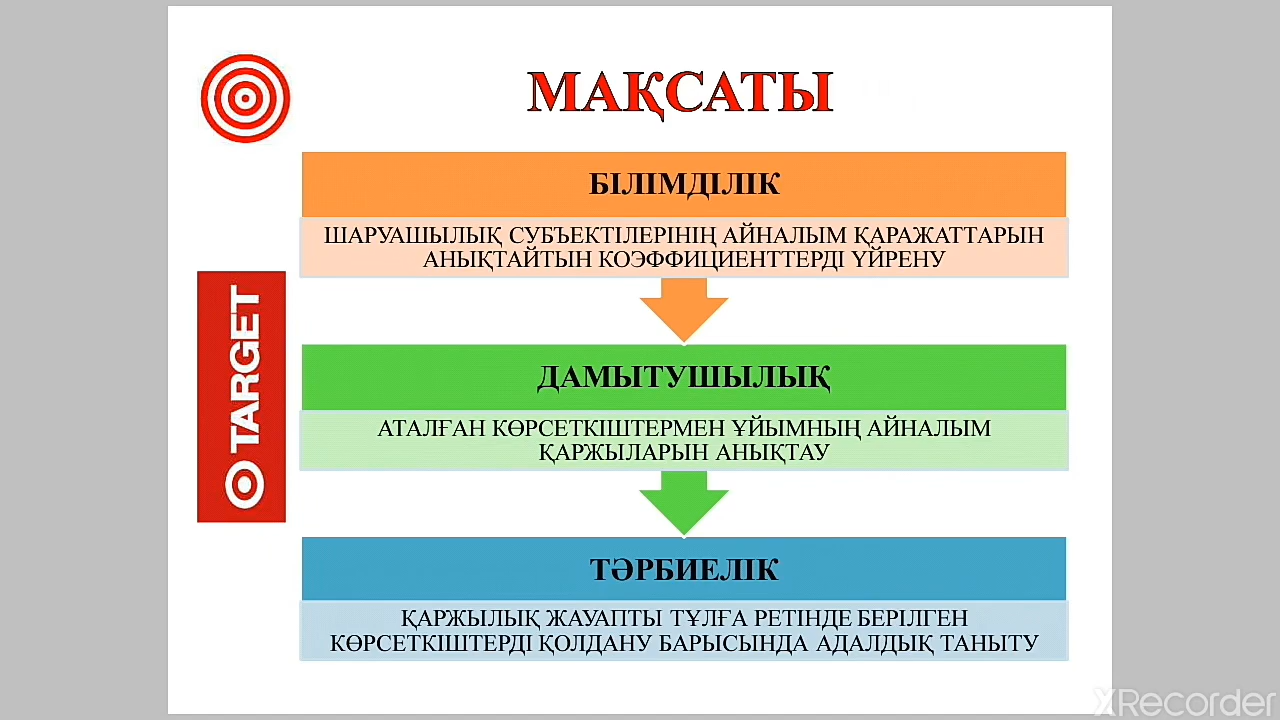 МАҚСАТЫ
БІЛІМДІЛІК
ШАРУАШЫЛЫҚ СУБЪЕКТІЛЕРІНІҢ АЙНАЛЫМ ҚАРАЖАТТАРЫН
АНЫҚТАЙТЫН КОЭФФИЦИЕНТТЕРДІ ҮЙРЕНУ
TARGET
ДАМЫТУШЫЛЫҚ
АТАЛҒАН КӨРСЕТКІШТЕРМЕН ҰЙЫМНЫҢ АЙНАЛЫМ
ҚАРЖЫЛАРЫН АНЫҚТАУ
ТӘРБИЕЛІК
ҚАРЖЫЛЫҚ ЖАУАПТЫ ТҰЛҒА РЕТІНДЕ БЕРІЛГЕН
КӨРСЕТКІШТЕРДІ ҚОЛДАНУ БАРЫСЫНДА АДАЛДЫҚ ТАНЫТУ
XRecorder